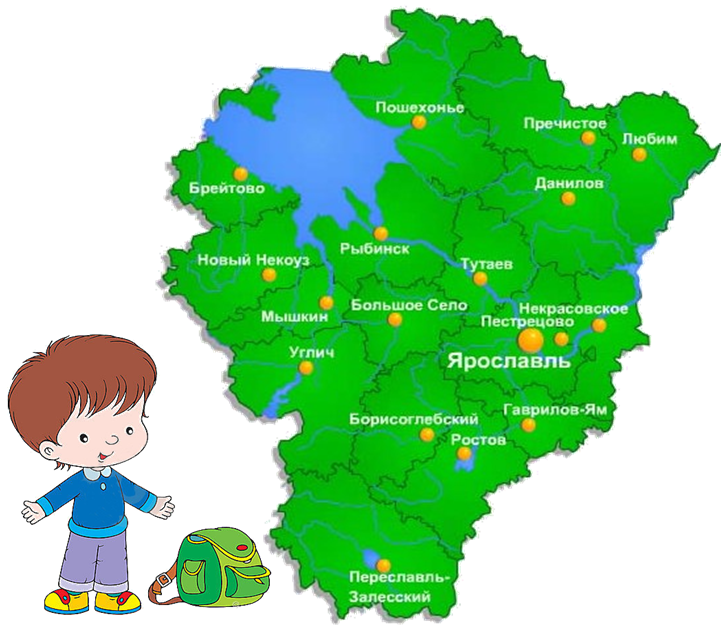 Пошехонье
Пречистое
Любим
Брейтово
Данилов
Рыбинск
Новый Некоуз
Тутаев
Мышкин
Большое Село
Некрасовское
Пестрецово
Углич
Ярославль
Борисоглебский
Гаврилов-Ям
Ростов
Переславль-
Залесский